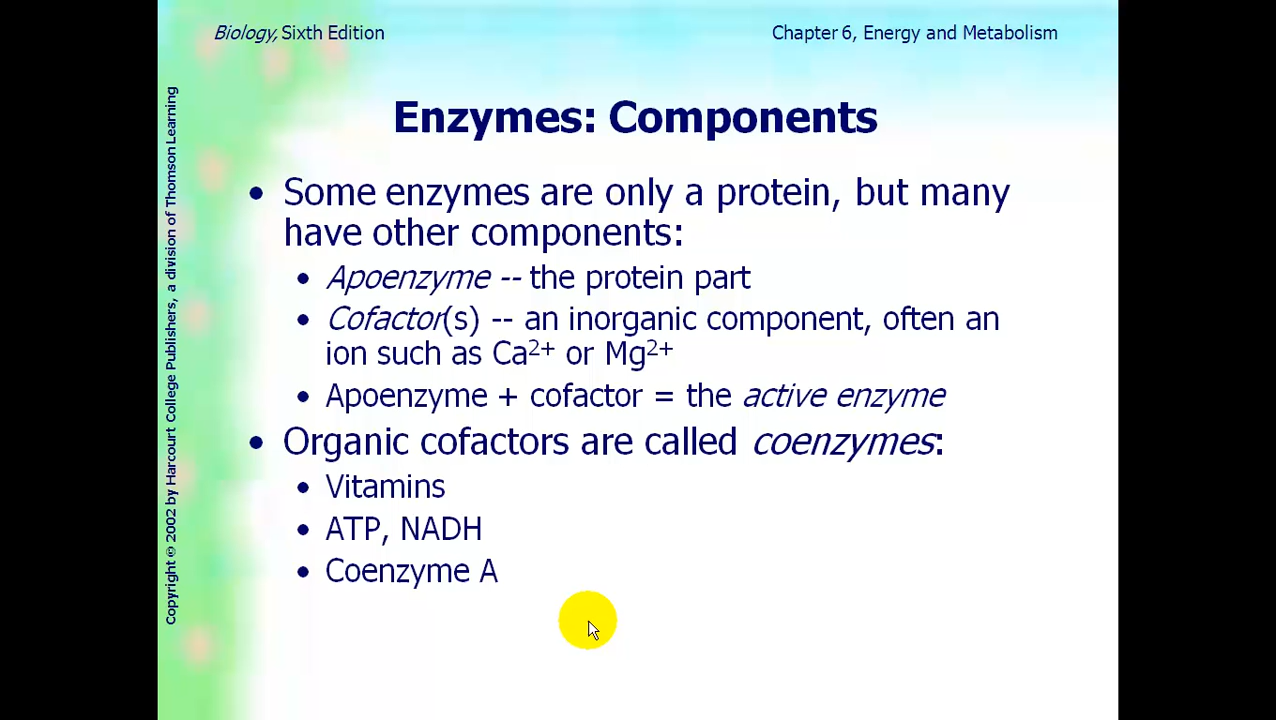 Biology, Sixth Edition
Chapter 6, Energy and Metabolism
Enzymes: Components
• Some enzymes are only a protein, but many
have other components:
• Apoenzyme -- the protein part
• Cofactor(s) -- an inorganic component, often an
ion such as Ca²⁺ or Mg²⁺
• Apoenzyme + cofactor = the active enzyme
• Organic cofactors are called coenzymes:
• Vitamins
• ATP, NADH
• Coenzyme A
Copyright © 2002 by Harcourt College Publishers, a division of Thomson Learning